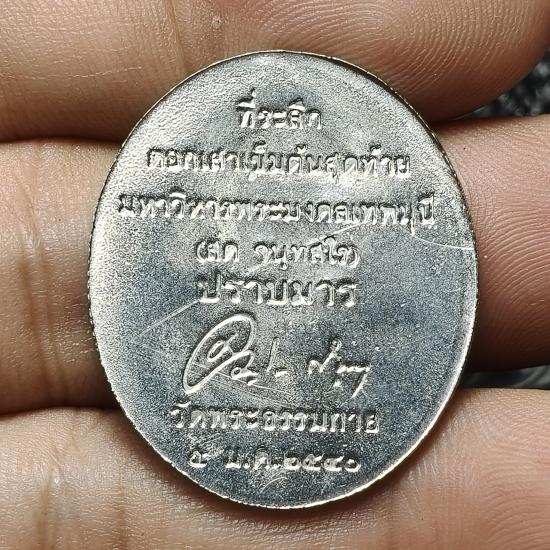 ที่ระลึก
ตอกเสาเข็มต้นสุดท้าย
มหาวิหารพระมงคลเทพมุนี
(สด จนฺทสโร)
ปราบมาร
วัดพระธรรมกาย
๕ ม.ค.๒๕๔๐